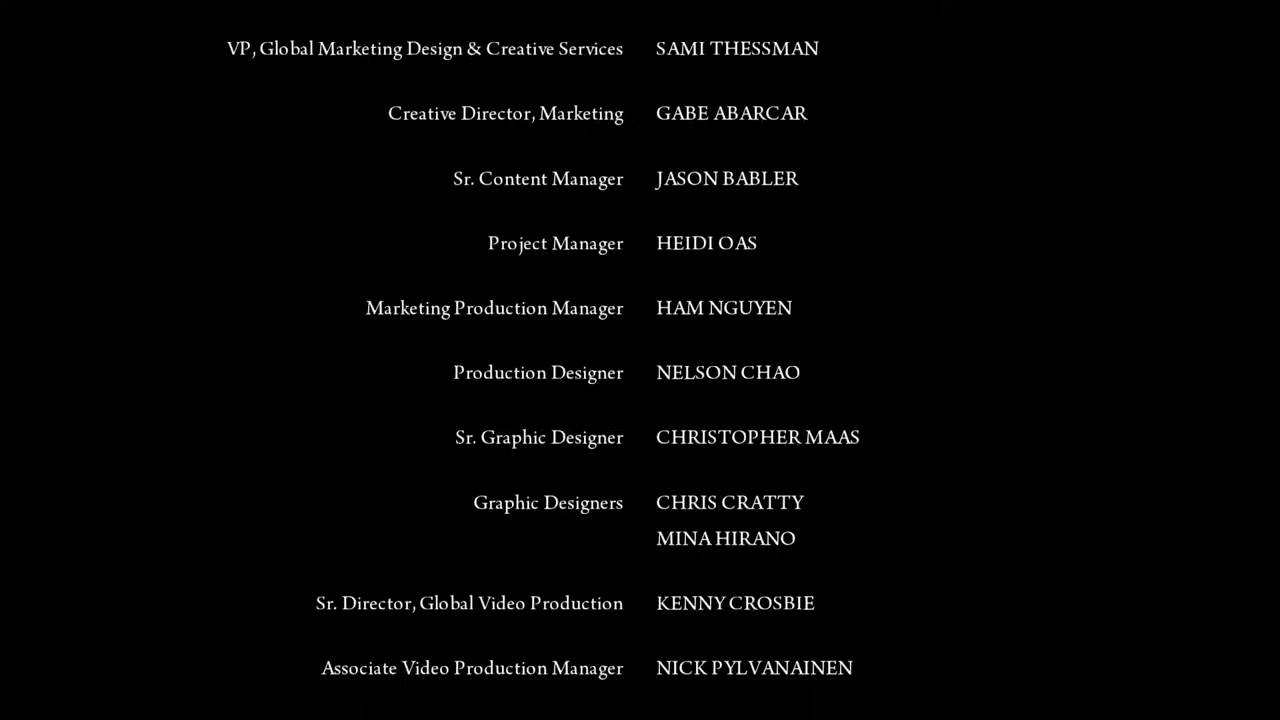 VP, Global Marketing Design & Creative Services SAMI THESSMAN
Creative Director, Marketing GABE ABARCAR
Sr. Content Manager JASON BABLER
Project Manager HEIDI OAS
Marketing Production Manager HAM NGUYEN
Production Designer NELSON CHAO
Sr. Graphic Designer CHRISTOPHER MAAS
Graphic Designers CHRIS CRATTY
MINA HIRANO
Sr. Director, Global Video Production KENNY CROSBIE
Associate Video Production Manager NICK PYLVANAINEN